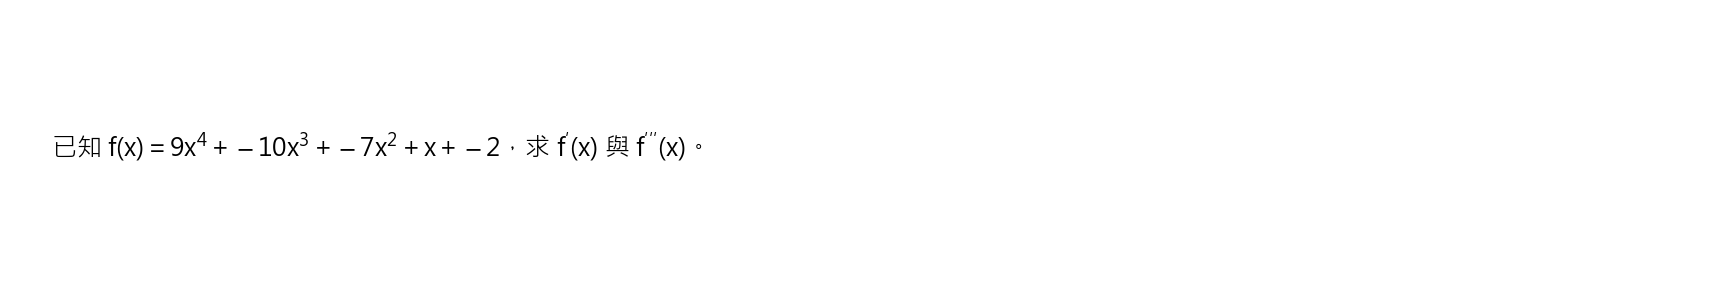 已知 f(x) = 9x⁴ + −10x³ + −7x² + x + −2，求 f′(x) 與 f′′′(x)。